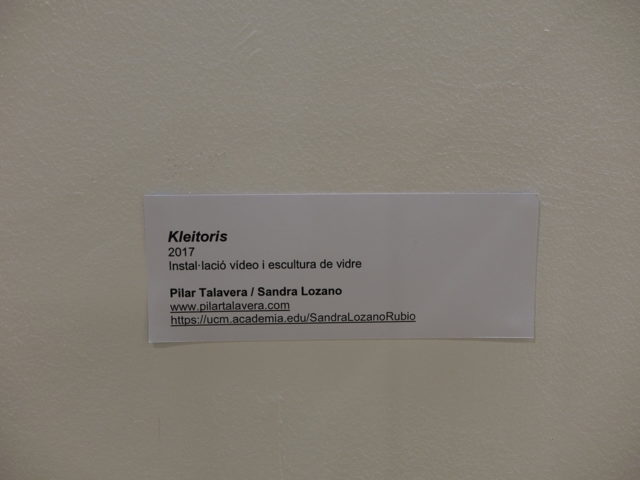 Kleitoris
2017
Instal·lació vídeo i escultura de vidre
Pilar Talavera / Sandra Lozano
www.pilartalavera.com
https://ucm.academia.edu/SandraLozanoRubio